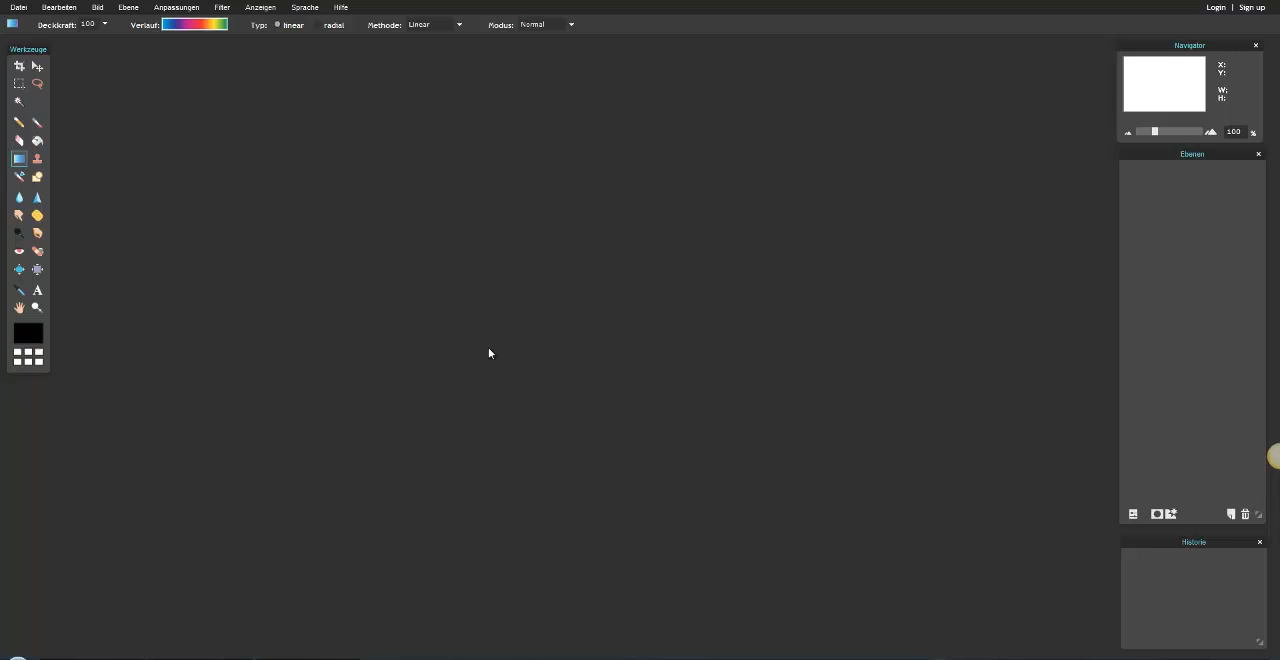 Datei Bearbeiten Bild Ebene Anpassungen Filter Anzeigen Sprache Hilfe Login | Sign up
Deckkraft: 100 Verlauf: Typ: linear radial Methode: Linear Modus: Normal
Werkzeuge
A
Navigator
X:
Y:
W:
H:
100 %
Ebenen
Historie